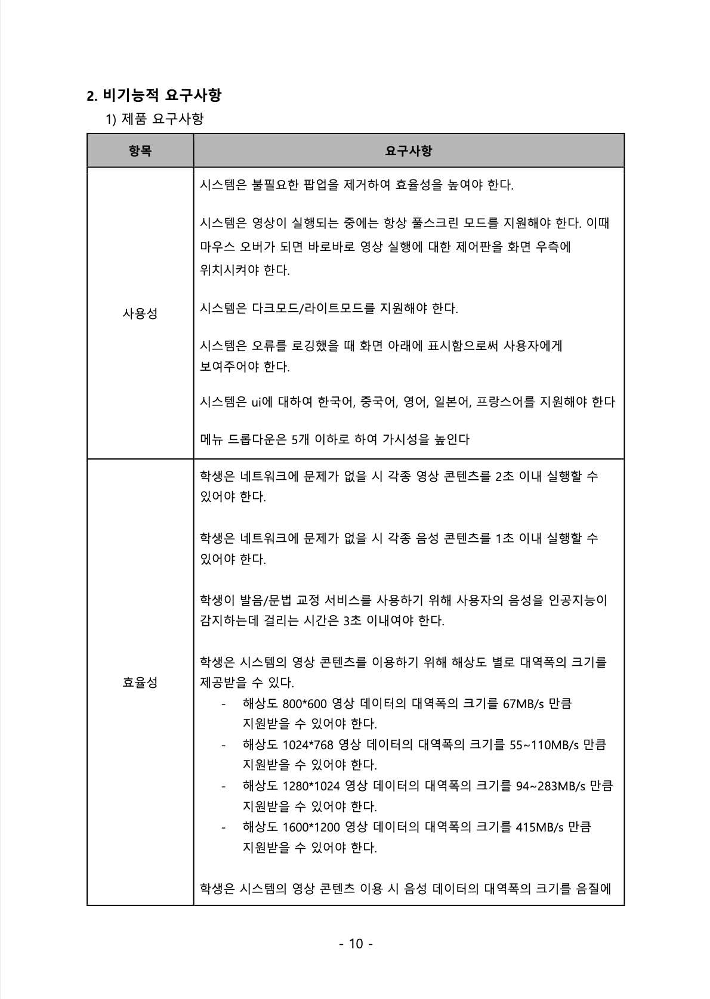 2. 비기능적 요구사항
1) 제품 요구사항
항목 요구사항
시스템은 불필요한 팝업을 제거하여 효율성을 높여야 한다.
시스템은 영상이 실행되는 중에는 항상 풀스크린 모드를 지원해야 한다. 이때
마우스 오버가 되면 바로바로 영상 실행에 대한 제어판을 화면 우측에
위치시켜야 한다.
사용성
시스템은 다크모드/라이트모드를 지원해야 한다.
시스템은 오류를 로깅했을 때 화면 아래에 표시함으로써 사용자에게
보여주어야 한다.
시스템은 ui에 대하여 한국어, 중국어, 영어, 일본어, 프랑스어를 지원해야 한다
메뉴 드롭다운은 5개 이하로 하여 가시성을 높인다
학생은 네트워크에 문제가 없을 시 각종 영상 콘텐츠를 2초 이내 실행할 수
있어야 한다.
학생은 네트워크에 문제가 없을 시 각종 음성 콘텐츠를 1초 이내 실행할 수
있어야 한다.
학생이 발음/문법 교정 서비스를 사용하기 위해 사용자의 음성을 인공지능이
감지하는데 걸리는 시간은 3초 이내여야 한다.
학생은 시스템의 영상 콘텐츠를 이용하기 위해 해상도 별로 대역폭의 크기를
제공받을 수 있다.
효율성
- 해상도 800*600 영상 데이터의 대역폭의 크기를 67MB/s 만큼
지원받을 수 있어야 한다.
- 해상도 1024*768 영상 데이터의 대역폭의 크기를 55~110MB/s 만큼
지원받을 수 있어야 한다.
- 해상도 1280*1024 영상 데이터의 대역폭의 크기를 94~283MB/s 만큼
지원받을 수 있어야 한다.
- 해상도 1600*1200 영상 데이터의 대역폭의 크기를 415MB/s 만큼
지원받을 수 있어야 한다.
학생은 시스템의 영상 콘텐츠 이용 시 음성 데이터의 대역폭의 크기를 음질에
- 10 -